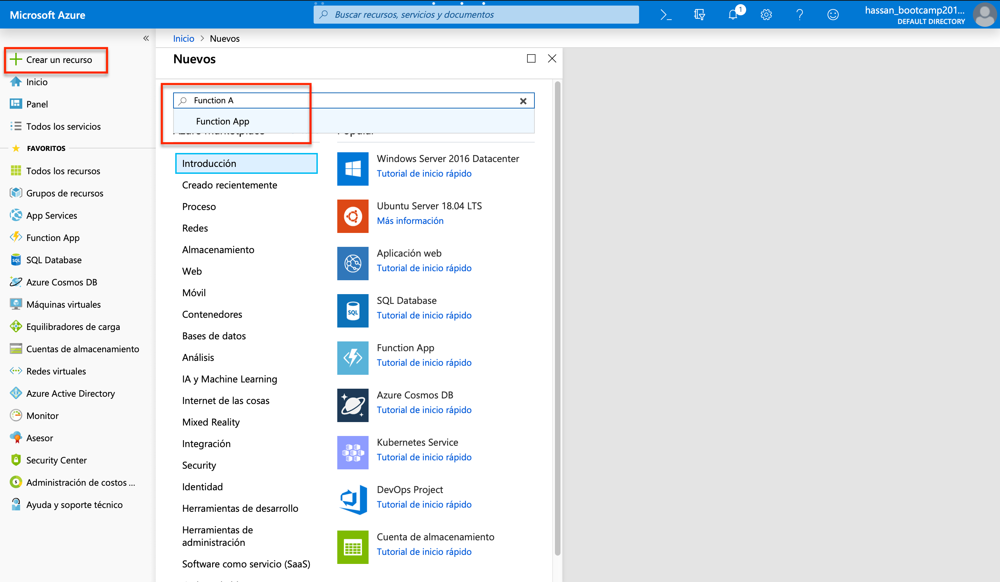 Microsoft Azure
Buscar recursos, servicios y documentos
1
hassan_bootcamp201...
DEFAULT DIRECTORY
Crear un recurso
Inicio
Panel
Todos los servicios
FAVORITOS
Todos los recursos
Grupos de recursos
App Services
Function App
SQL
SQL Database
Azure Cosmos DB
Máquinas virtuales
Equilibradores de carga
Cuentas de almacenamiento
Redes virtuales
Azure Active Directory
Monitor
Asesor
Security Center
Administración de costos ...
Ayuda y soporte técnico
Inicio > Nuevos
Nuevos
Function A
Function App
Azure Marketplace
Popular
Introducción
Creado recientemente
Proceso
Redes
Almacenamiento
Web
Móvil
Contenedores
Bases de datos
Análisis
IA y Machine Learning
Internet de las cosas
Mixed Reality
Integración
Security
Identidad
Herramientas de desarrollo
Herramientas de
administración
Software como servicio (SaaS)
Windows Server 2016 Datacenter
Tutorial de inicio rápido
Ubuntu Server 18.04 LTS
Más información
Aplicación web
Tutorial de inicio rápido
SQL
SQL Database
Tutorial de inicio rápido
Function App
Tutorial de inicio rápido
Azure Cosmos DB
Tutorial de inicio rápido
Kubernetes Service
Tutorial de inicio rápido
DevOps Project
Tutorial de inicio rápido
Cuenta de almacenamiento
Tutorial de inicio rápido